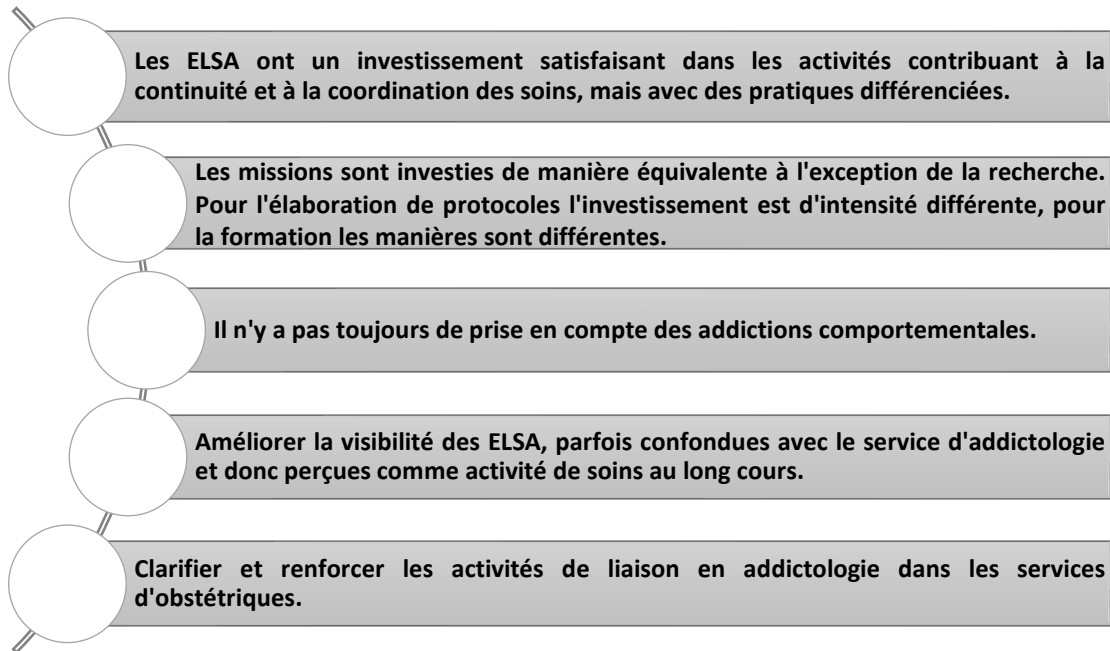 Les ELSA ont un investissement satisfaisant dans les activités contribuant à la
continuité et à la coordination des soins, mais avec des pratiques différenciées.
Les missions sont investies de manière équivalente à l'exception de la recherche.
Pour l'élaboration de protocoles l'investissement est d'intensité différente, pour
la formation les manières sont différentes.
Il n'y a pas toujours de prise en compte des addictions comportementales.
Améliorer la visibilité des ELSA, parfois confondues avec le service d'addictologie
et donc perçues comme activité de soins au long cours.
Clarifier et renforcer les activités de liaison en addictologie dans les services
d'obstétriques.